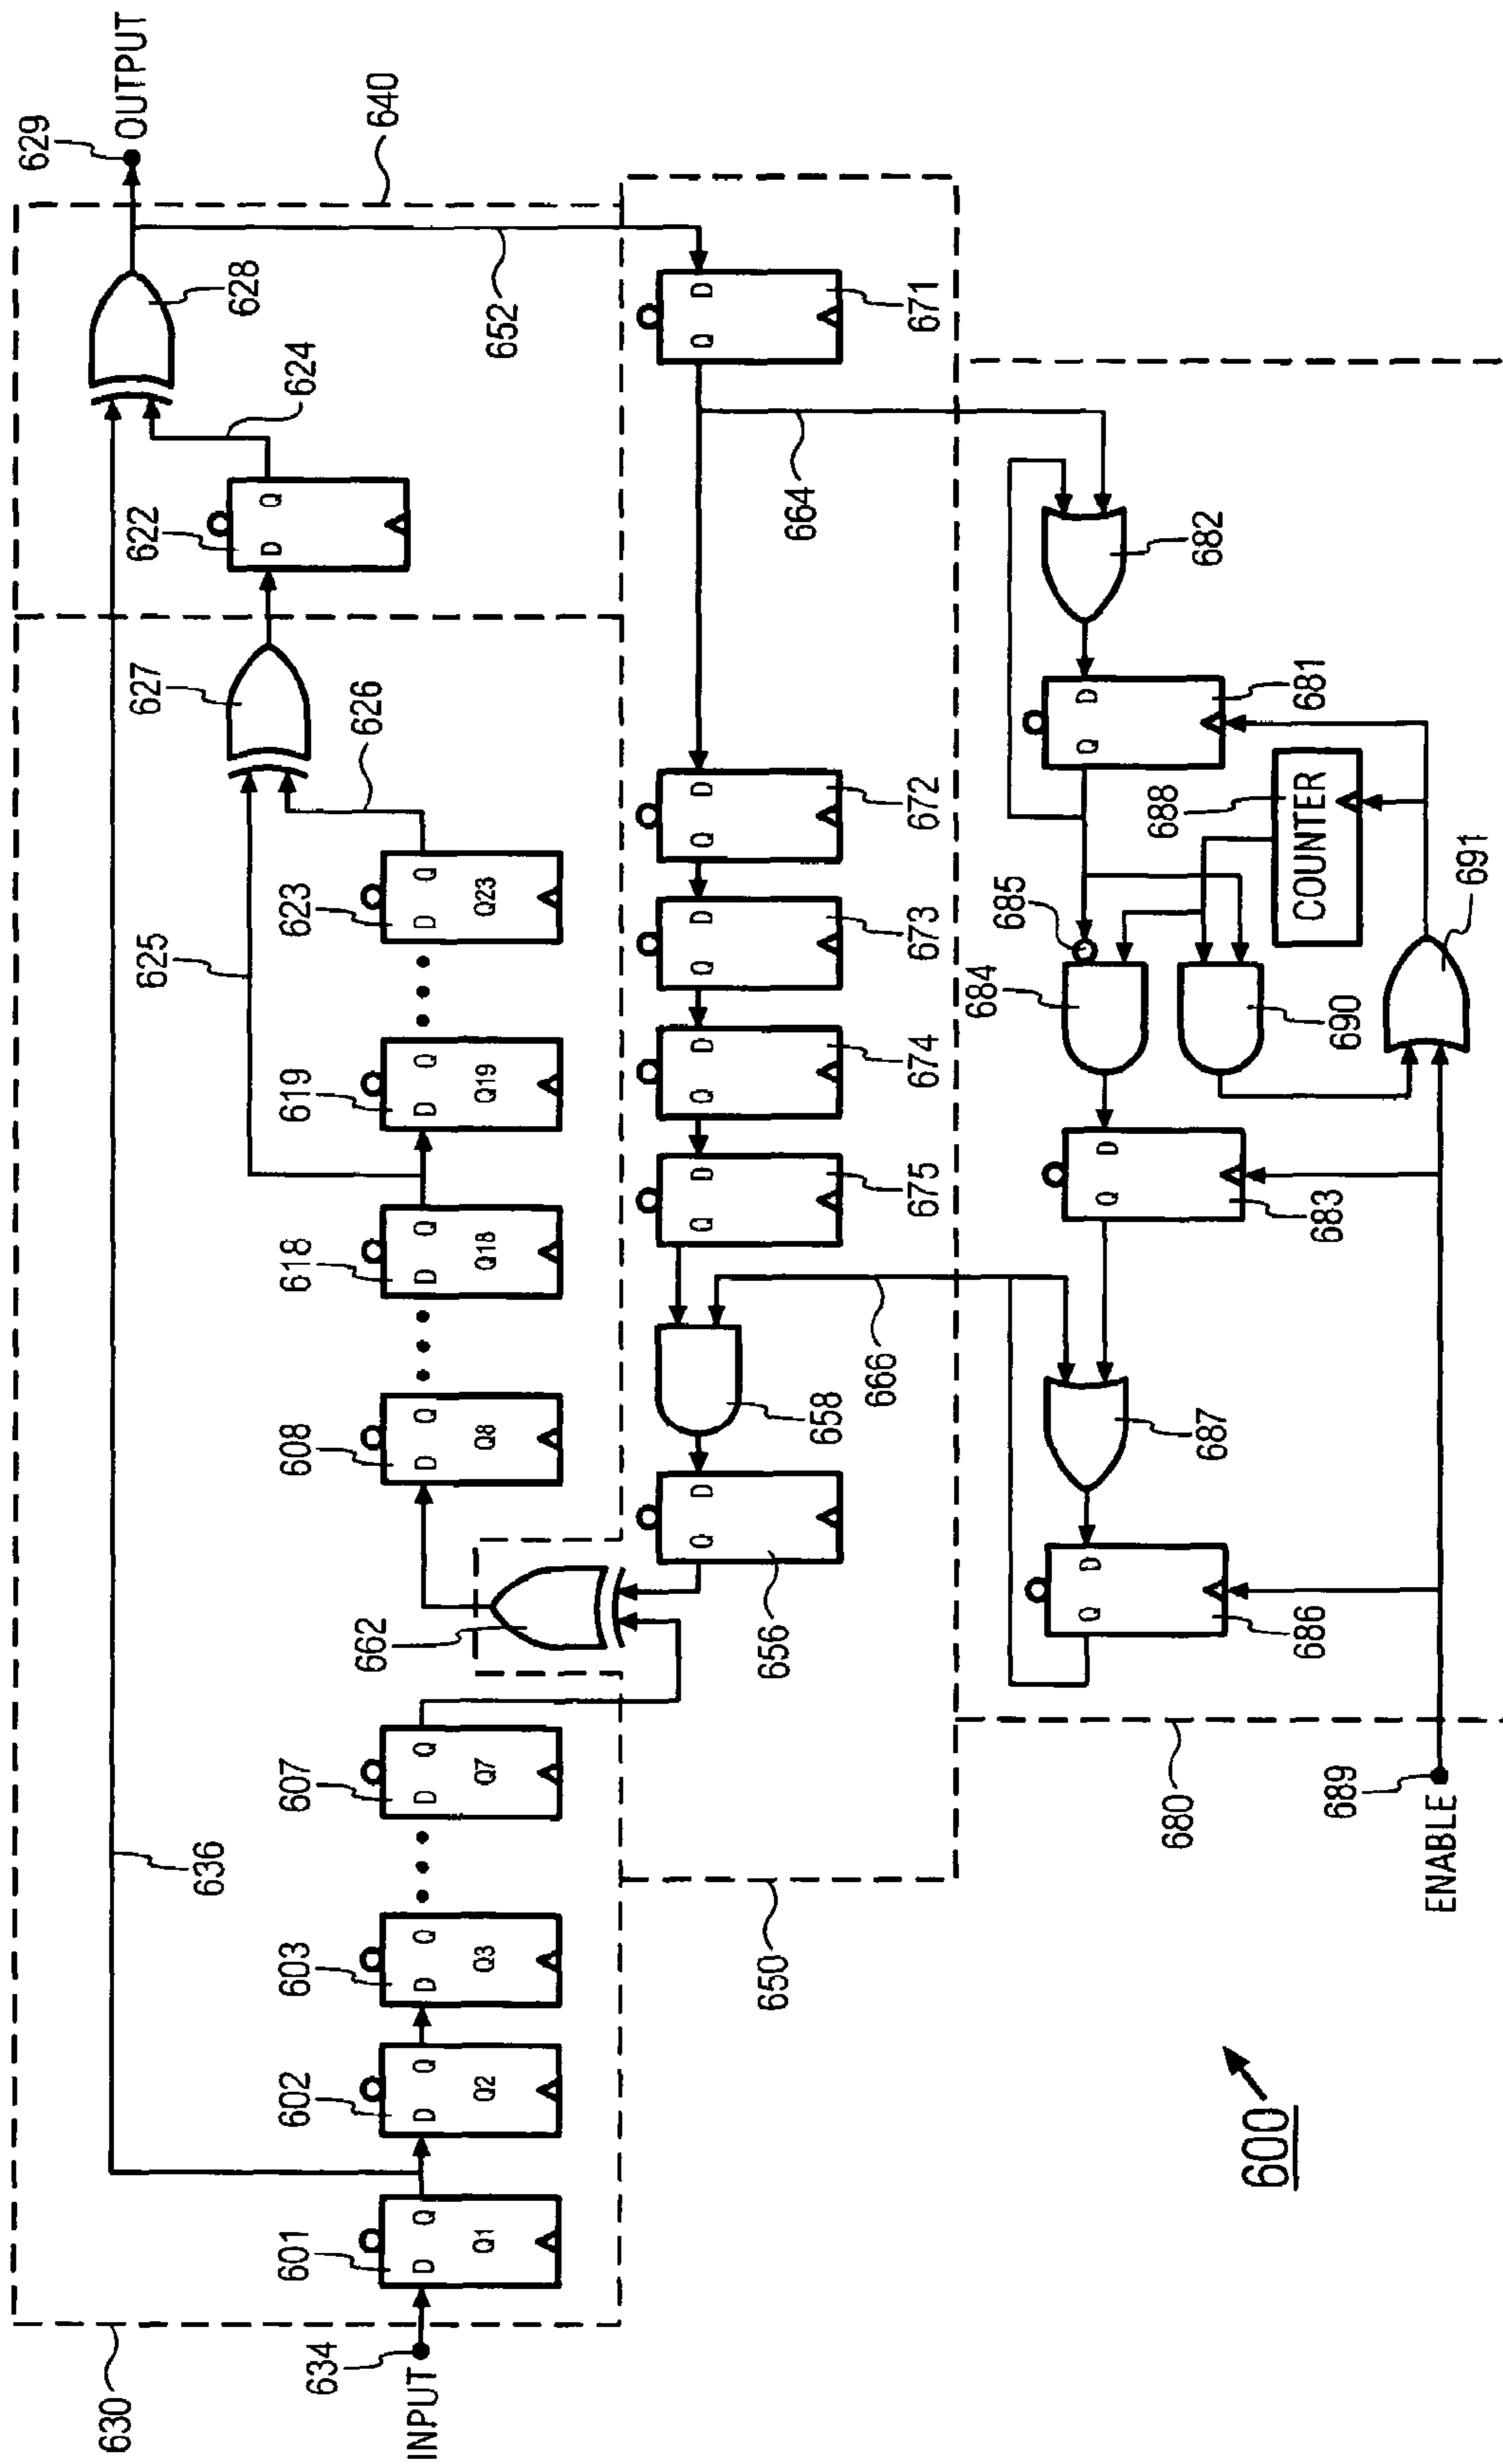 629
OUTPUT
640
628
652
624
622
D Q
671
D Q
664
627
626
625
623
D Q
Q23
619
D Q
Q19
618
D Q
Q18
608
D Q
Q8
672
D Q
673
D Q
674
D Q
675
D Q
658
666
656
D Q
662
682
681
D Q
688
COUNTER
685
684
690
691
683
D Q
687
686
D Q
680
689
ENABLE
636
607
D Q
Q7
603
D Q
Q3
602
D Q
Q2
601
D Q
Q1
650
630
634
INPUT
600